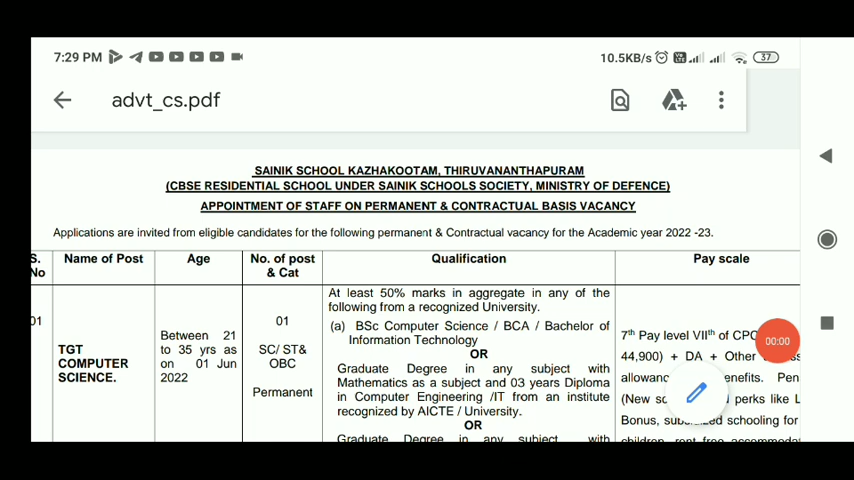 7:29 PM
10.5KB/s
37
advt_cs.pdf
SAINIK SCHOOL KAZHAKOOTAM, THIRUVANANTHAPURAM
(CBSE RESIDENTIAL SCHOOL UNDER SAINIK SCHOOLS SOCIETY, MINISTRY OF DEFENCE)
APPOINTMENT OF STAFF ON PERMANENT & CONTRACTUAL BASIS VACANCY
Applications are invited from eligible candidates for the following permanent & Contractual vacancy for the Academic year 2022 -23.
S.
No
Name of Post
Age
No. of post
& Cat
Qualification
Pay scale
01
TGT
COMPUTER
SCIENCE.
Between 21
to 35 yrs as
on 01 Jun
2022
01
SC/ ST&
OBC
Permanent
At least 50% marks in aggregate in any of the
following from a recognized University.
(a) BSc Computer Science / BCA / Bachelor of
Information Technology
OR
Graduate Degree in any subject with
Mathematics as a subject and 03 years Diploma
in Computer Engineering /IT from an institute
recognized by AICTE / University.
OR
Graduate Degree in any subject with
7th Pay level VIIth of CPC
44,900) + DA + Other
allowanc enefits. Pen
(New sc perks like L
Bonus, sub zed schooling for
children, rent free accommodat
00:00